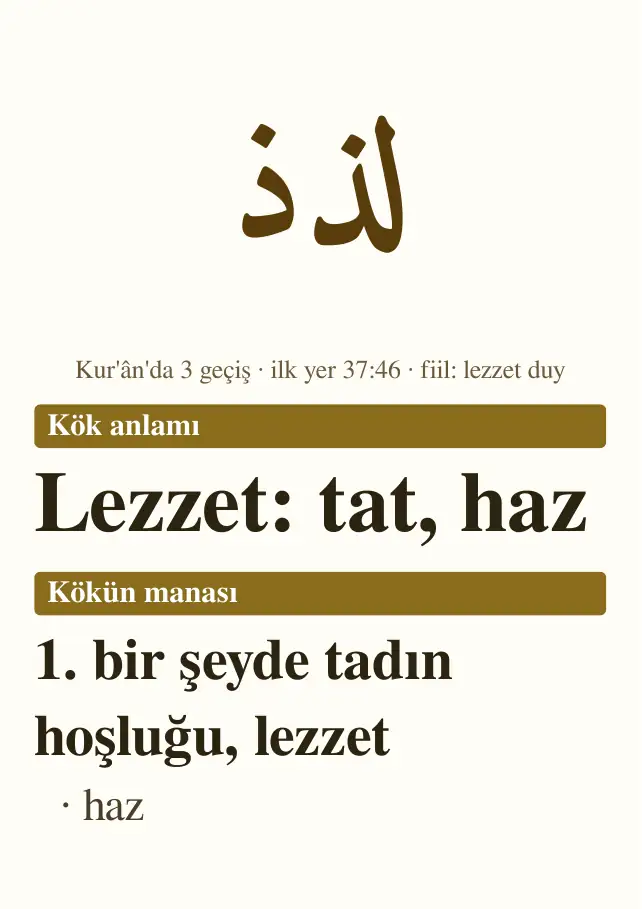 لذ ذ
Kur'ân'da 3 geçiş · ilk yer 37:46 · fiil: lezzet duy
Kök anlamı
Lezzet: tat, haz
Kökün manası
1. bir şeyde tadın
hoşluğu, lezzet
· haz